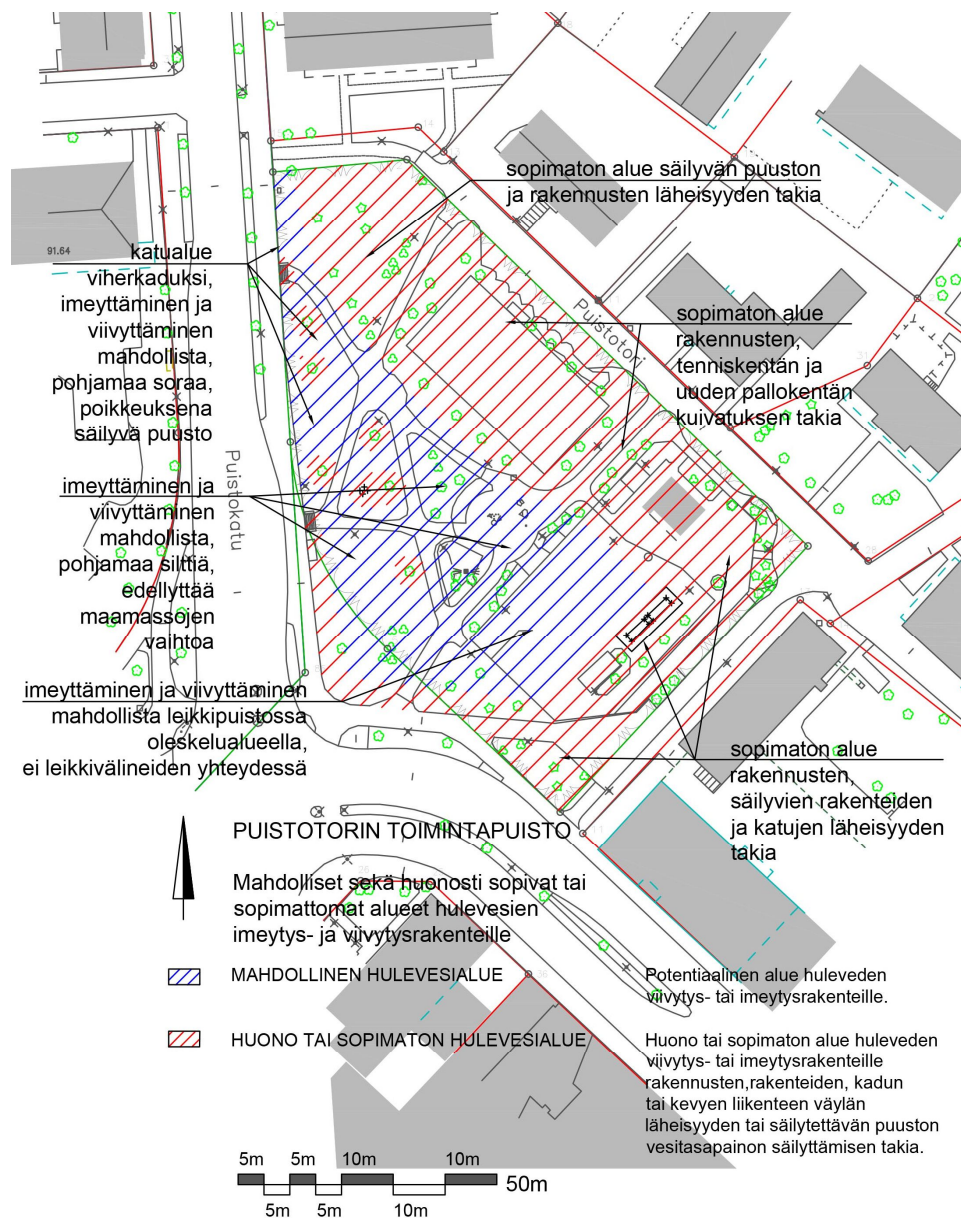 sopimaton alue säilyvän puuston
ja rakennusten läheisyyden takia
91.64
katualue
viherkaduksi,
imeyttäminen ja
viivyttäminen
mahdollista,
pohjamaa soraa,
poikkeuksena
säilyvä puusto
Puistotori
sopimaton alue
rakennusten,
tenniskentän ja
uuden pallokentän
kuivatuksen takia
Puistokatu
imeyttäminen ja
viivyttäminen
mahdollista,
pohjamaa silttiä,
edellyttää
maamassojen
vaihtoa
imeyttäminen ja viivyttäminen
mahdollista leikkipuistossa
oleskelualueella,
ei leikkivälineiden yhteydessä
sopimaton alue
rakennusten,
säilyvien rakenteiden
ja katujen läheisyyden
takia
PUISTOTORIN TOIMINTAPUISTO
Mahdolliset sekä huonosti sopivat tai
sopimattomat alueet hulevesien
imeytys- ja viivytysrakenteille
MAHDOLLINEN HULEVESIALUE
Potentiaalinen alue huleveden
viivytys- tai imeytysrakenteille.
HUONO TAI SOPIMATON HULEVESIALUE
Huono tai sopimaton alue huleveden
viivytys- tai imeytysrakenteille
rakennusten,rakenteiden, kadun
tai kevyen liikenteen väylän
läheisyyden tai säilytettävän puuston
vesitasapainon säilyttämisen takia.
5m 5m 10m 10m
50m
5m 5m 10m